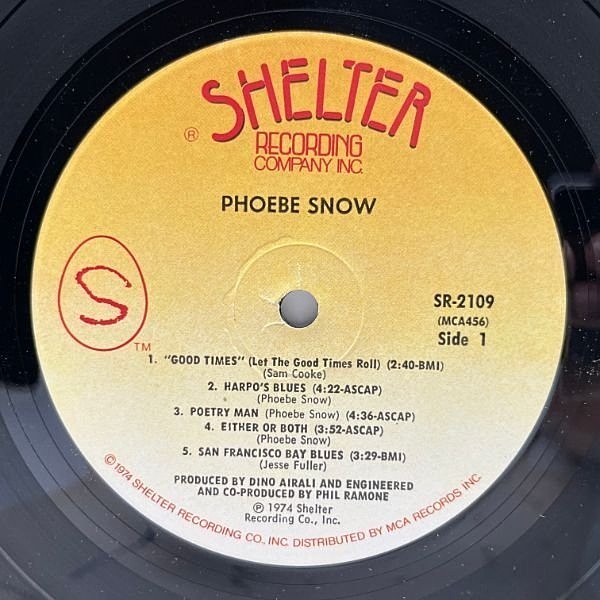 SHELTER
®
RECORDING
COMPANY INC.
PHOEBE SNOW
S
TM
SR-2109
(MCA456)
Side 1
1. "GOOD TIMES" (Let The Good Times Roll) (2:40-BMI)
(Sam Cooke)
2. HARPO'S BLUES (4:22-ASCAP)
(Phoebe Snow)
3. POETRY MAN (Phoebe Snow) (4:36-ASCAP)
4. EITHER OR BOTH (3:52-ASCAP)
(Phoebe Snow)
5. SAN FRANCISCO BAY BLUES (3:29-BMI)
(Jesse Fuller)
PRODUCED BY DINO AIRALI AND ENGINEERED
AND CO-PRODUCED BY PHIL RAMONE
℗ 1974 Shelter
Recording Co., Inc.
©1974 SHELTER RECORDING CO., INC. DISTRIBUTED BY MCA RECORDS INC.